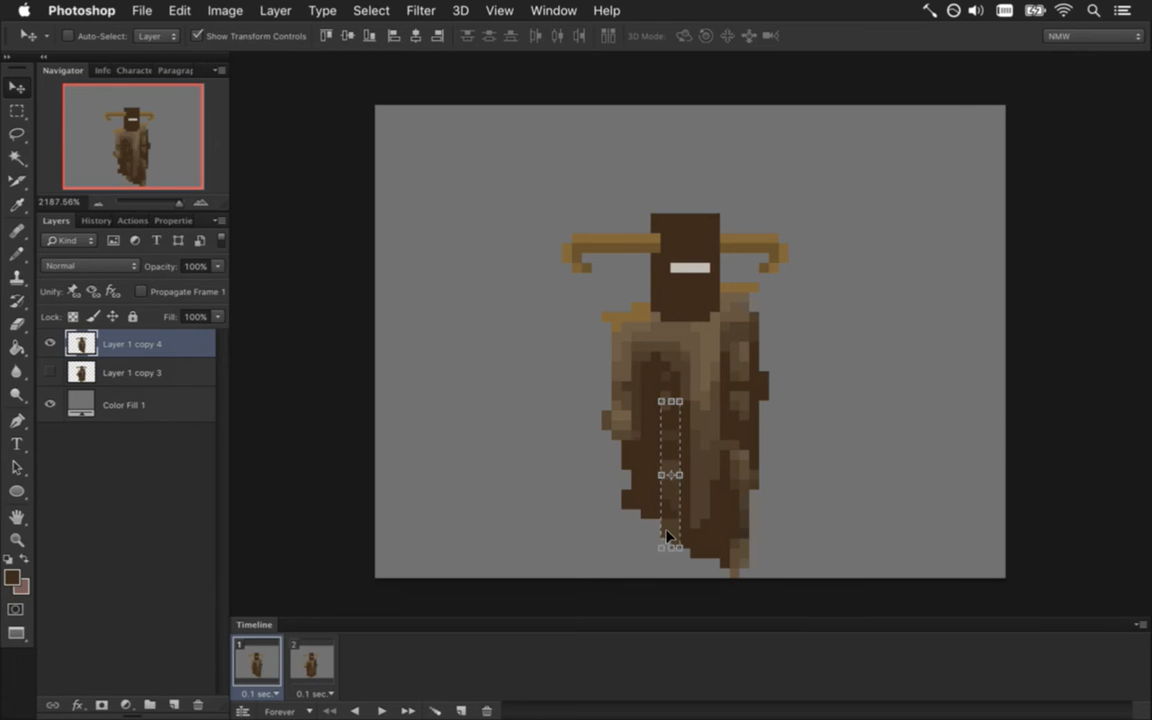 Photoshop File Edit Image Layer Type Select Filter 3D View Window Help
Auto-Select: Layer Show Transform Controls 3D Mode: NMW
Navigator Info Charact Paragrap
2187.56%
Layers History Actions Propertie
Kind
Normal Opacity: 100%
Unify: Propagate Frame 1
Lock: Fill: 100%
Layer 1 copy 4
Layer 1 copy 3
Color Fill 1
Timeline
1 2
0.1 sec. 0.1 sec.
Forever